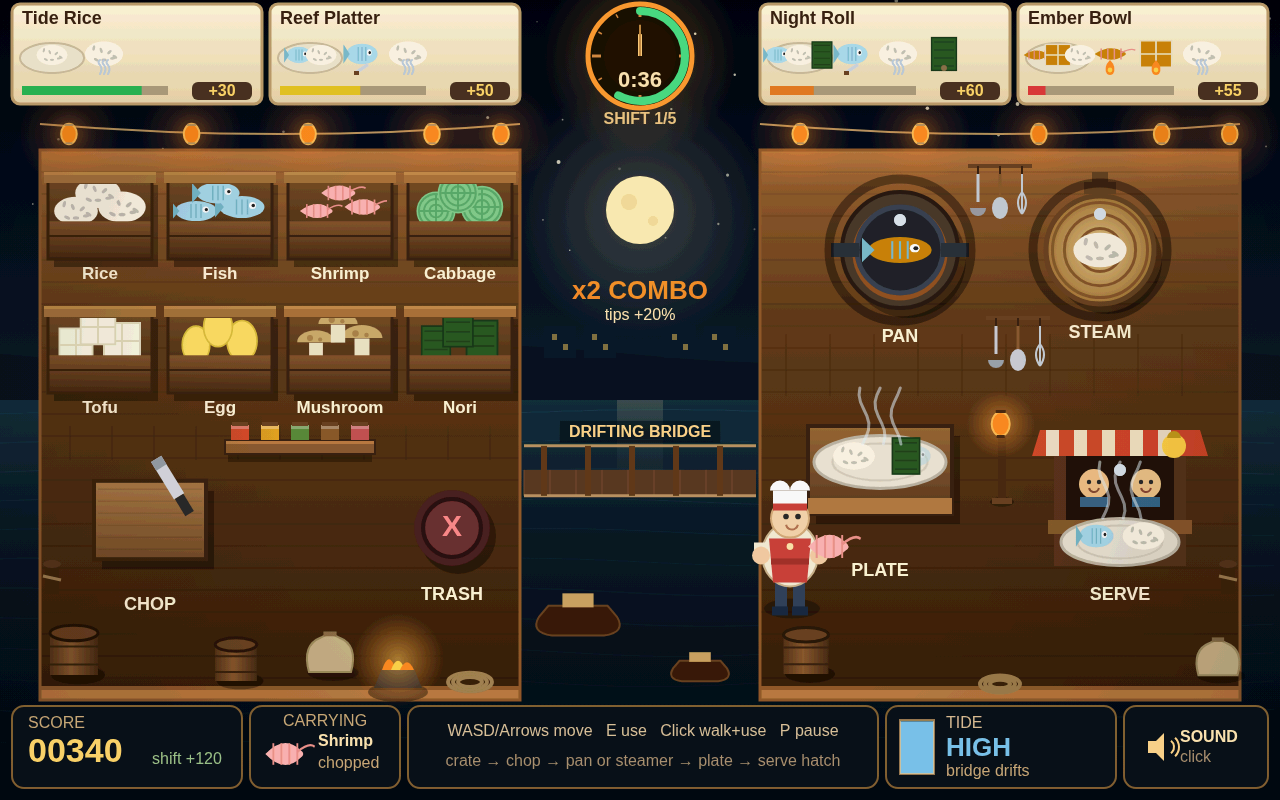 Tide Rice
+30
Reef Platter
+50
0:36
SHIFT 1/5
Night Roll
+60
Ember Bowl
+55
Rice
Fish
Shrimp
Cabbage
Tofu
Egg
Mushroom
Nori
CHOP
X
TRASH
x2 COMBO
tips +20%
DRIFTING BRIDGE
PAN
STEAM
PLATE
SERVE
SCORE
00340
shift +120
CARRYING
Shrimp
chopped
WASD/Arrows move E use Click walk+use P pause
crate → chop → pan or steamer → plate → serve hatch
TIDE
HIGH
bridge drifts
SOUND
click